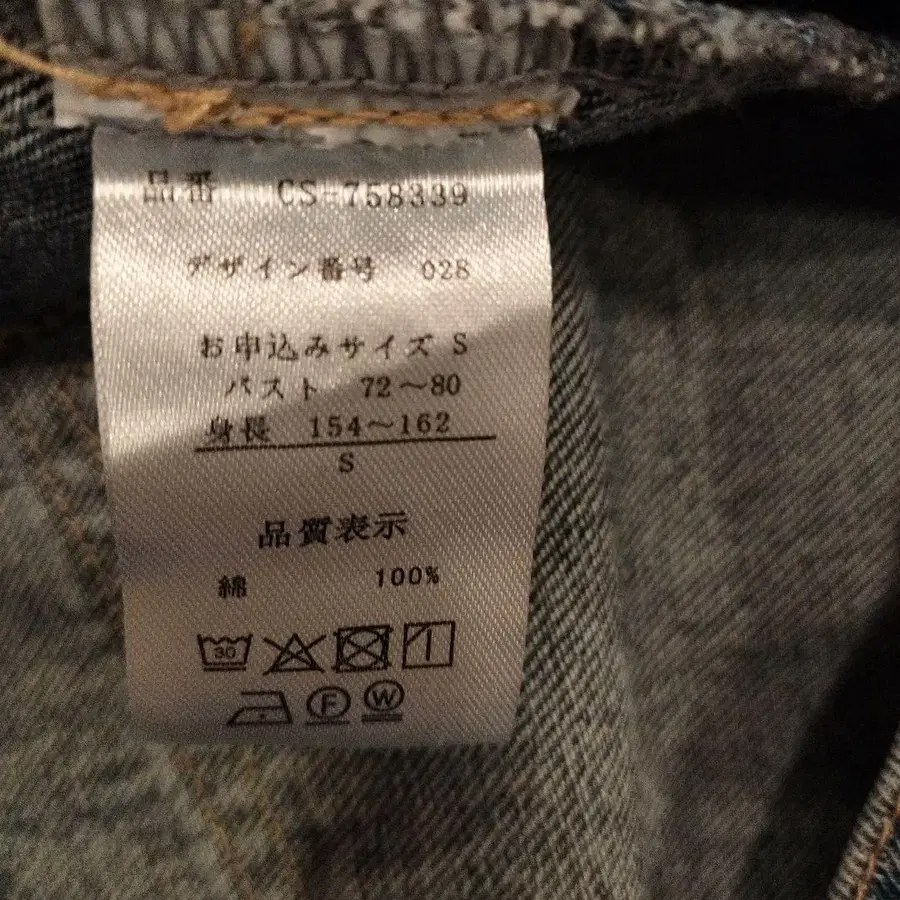 品番 CS-758339
デザイン番号 028
お申込みサイズ S
バスト 72～80
身長 154～162
S
品質表示
綿 100%
30
F W